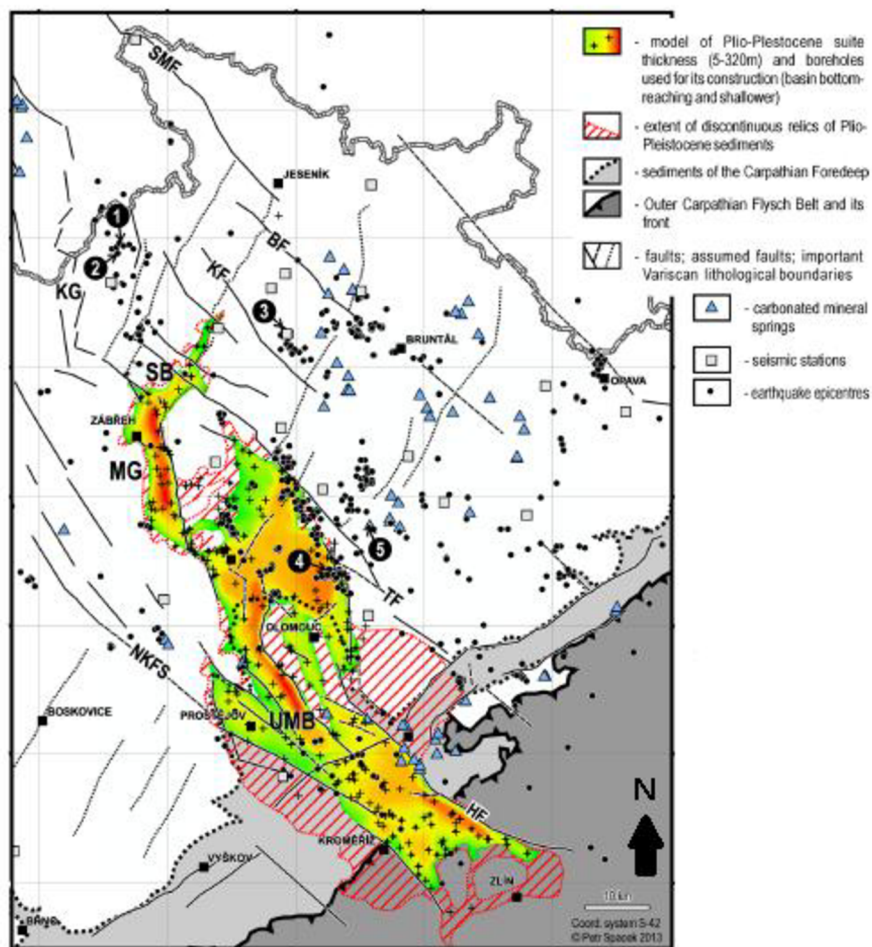 - model of Plio-Plestocene suite
thickness (5-320m) and boreholes
used for its construction (basin bottom-
reaching and shallower)
- extent of discontinuous relics of Plio-
Pleistocene sediments
- sediments of the Carpathian Foredeep
- Outer Carpathian Flysch Belt and its
front
- faults; assumed faults; important
Variscan lithological boundaries
- carbonated mineral
springs
- seismic stations
- earthquake epicentres
SMF
JESENÍK
1
BF
2
KF
KG
3
BRUNTÁL
SB
OPAVA
ZÁBŘEH
MG
4
5
TF
OLOMOUC
NKFS
BOSKOVICE
PROSTĚJOV
UMB
N
HF
KROMĚŘÍŽ
VYŠKOV
ZLÍN
10 km
BRNO
Coord. system S-42
© Petr Spacek 2013